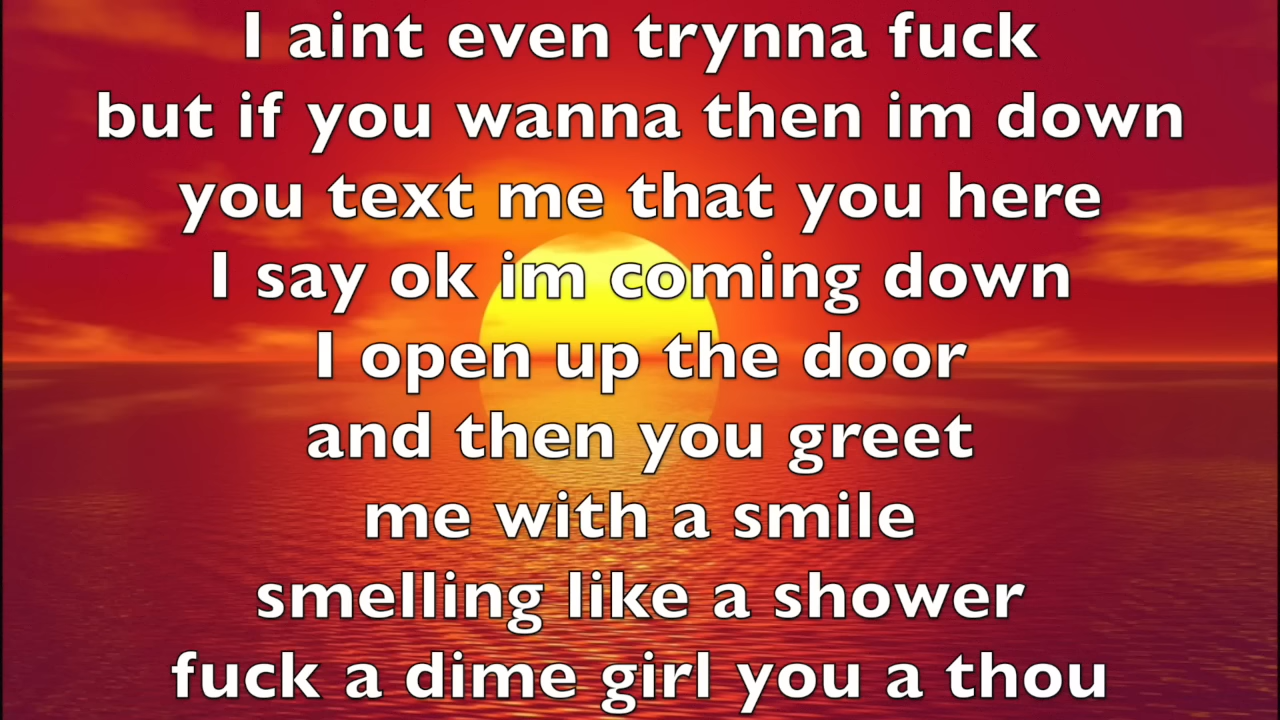 I aint even trynna fuck
but if you wanna then im down
you text me that you here
I say ok im coming down
I open up the door
and then you greet
me with a smile
smelling like a shower
fuck a dime girl you a thou